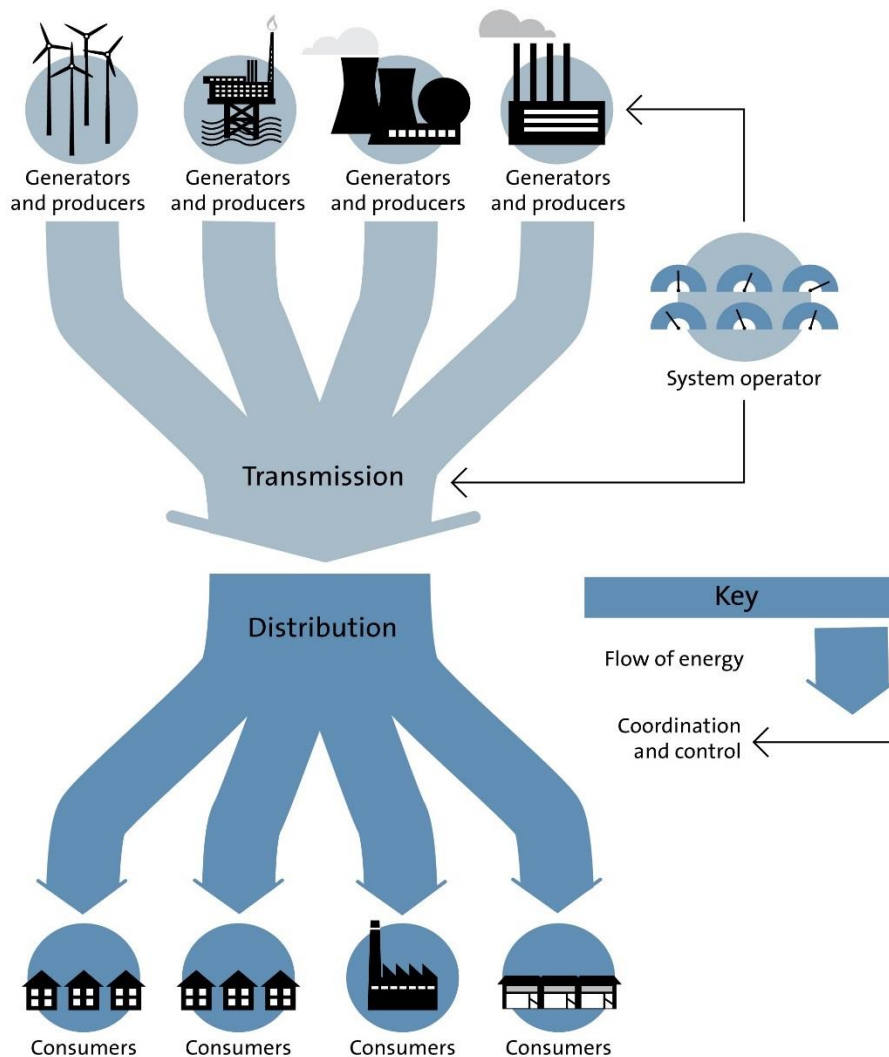 Generators
and producers
Generators
and producers
Generators
and producers
Generators
and producers
System operator
Transmission
Distribution
Key
Flow of energy
Coordination
and control
Consumers
Consumers
Consumers
Consumers